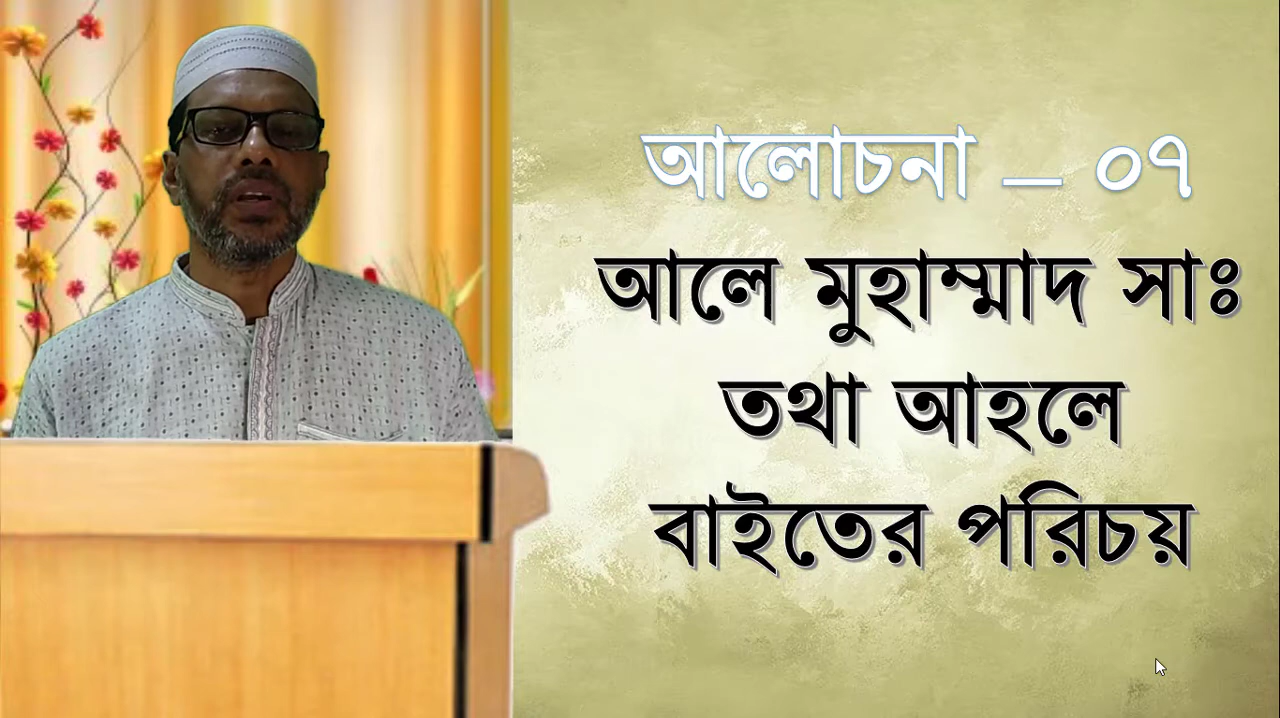 আলোচনা – ০৭
আলে মুহাম্মাদ সাঃ
তথা আহলে
বাইতের পরিচয়